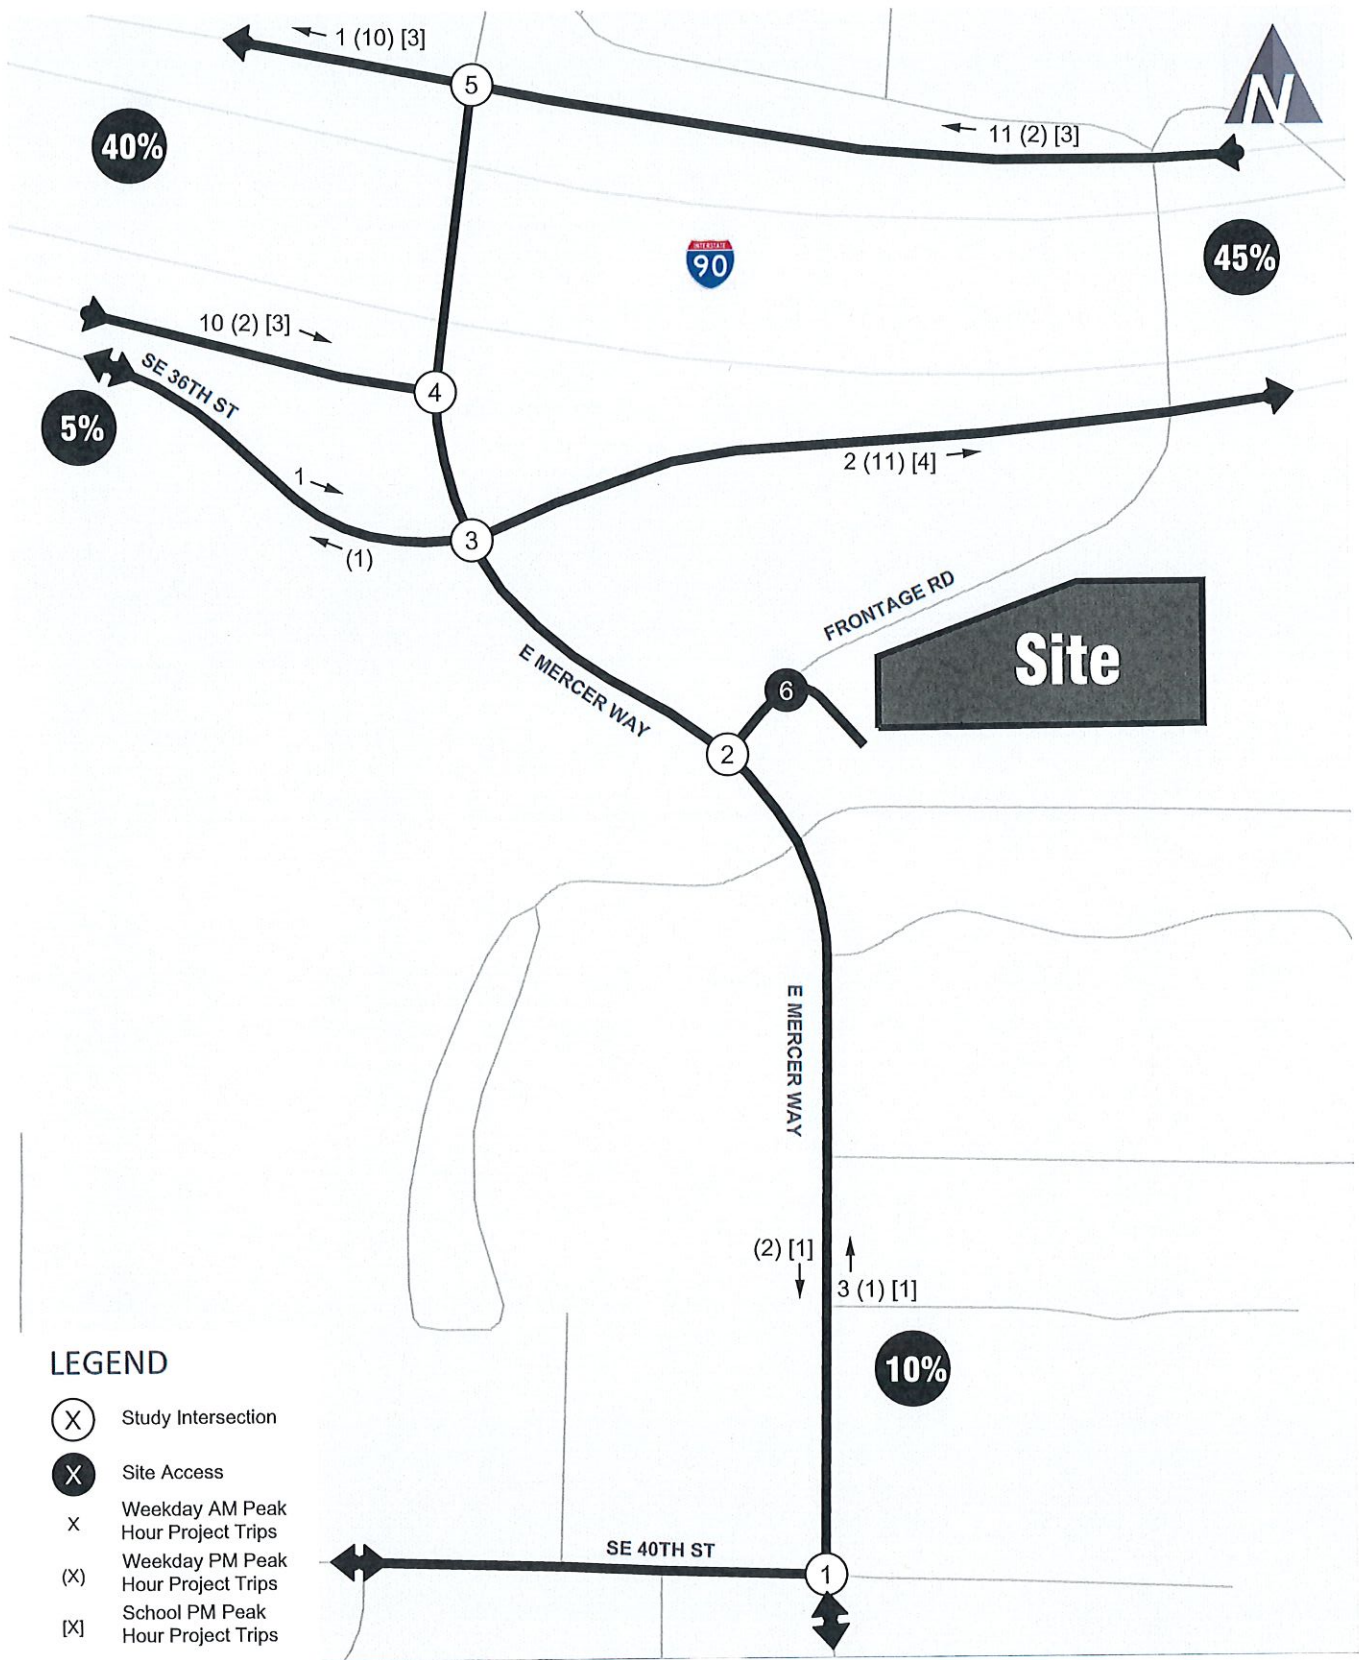 1 (10) [3]
5
N
11 (2) [3]
40%
INTERSTATE
90
45%
10 (2) [3]
SE 36TH ST
4
5%
2 (11) [4]
1
3
(1)
FRONTAGE RD
Site
E MERCER WAY
6
2
E MERCER WAY
(2) [1]
3 (1) [1]
10%
LEGEND
X Study Intersection
X Site Access
X Weekday AM Peak
Hour Project Trips
(X) Weekday PM Peak
Hour Project Trips
[X] School PM Peak
Hour Project Trips
SE 40TH ST
1